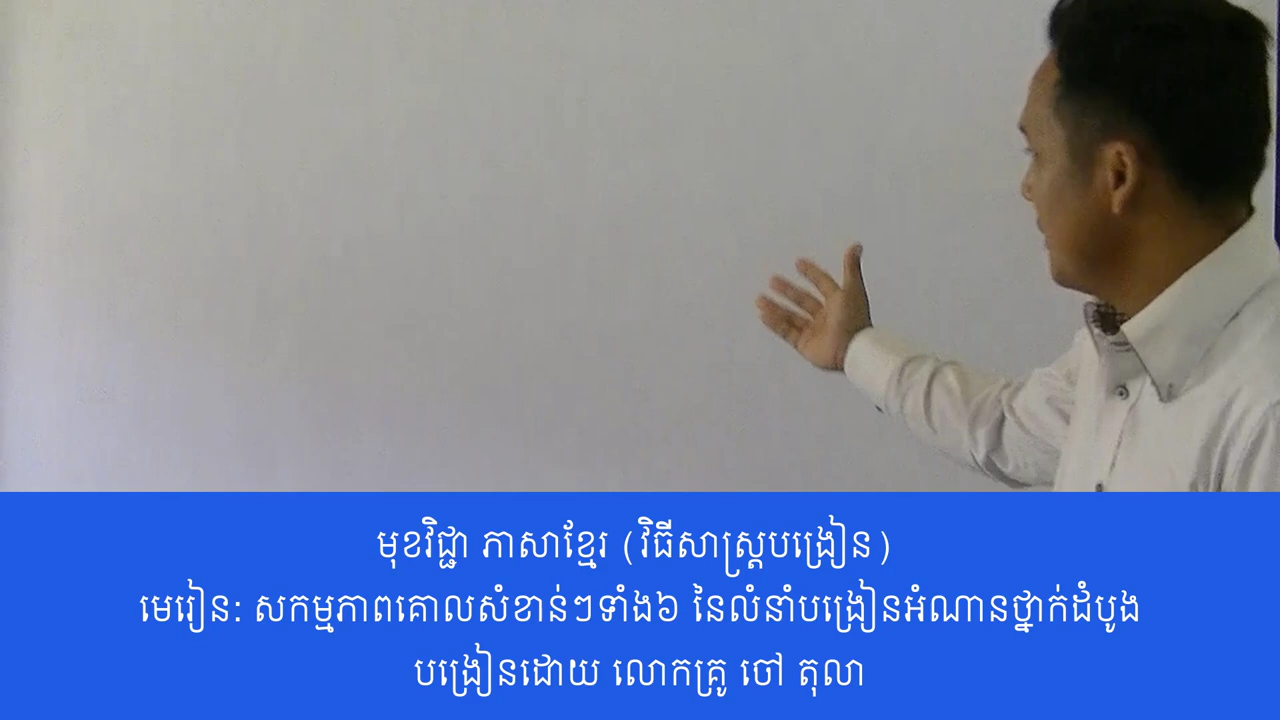 មុខវិជ្ជា ភាសាខ្មែរ (វិធីសាស្ត្របង្រៀន)
មេរៀន: សកម្មភាពគោលសំខាន់ៗទាំង៦ នៃលំនាំបង្រៀនអំណានថ្នាក់ដំបូង
បង្រៀនដោយ លោកគ្រូ ចៅ តុលា